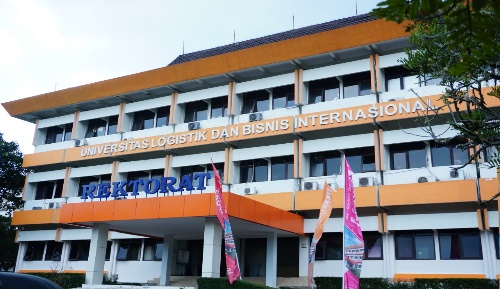 UNIVERSITAS LOGISTIK DAN BISNIS INTERNASIONAL
REKTORAT